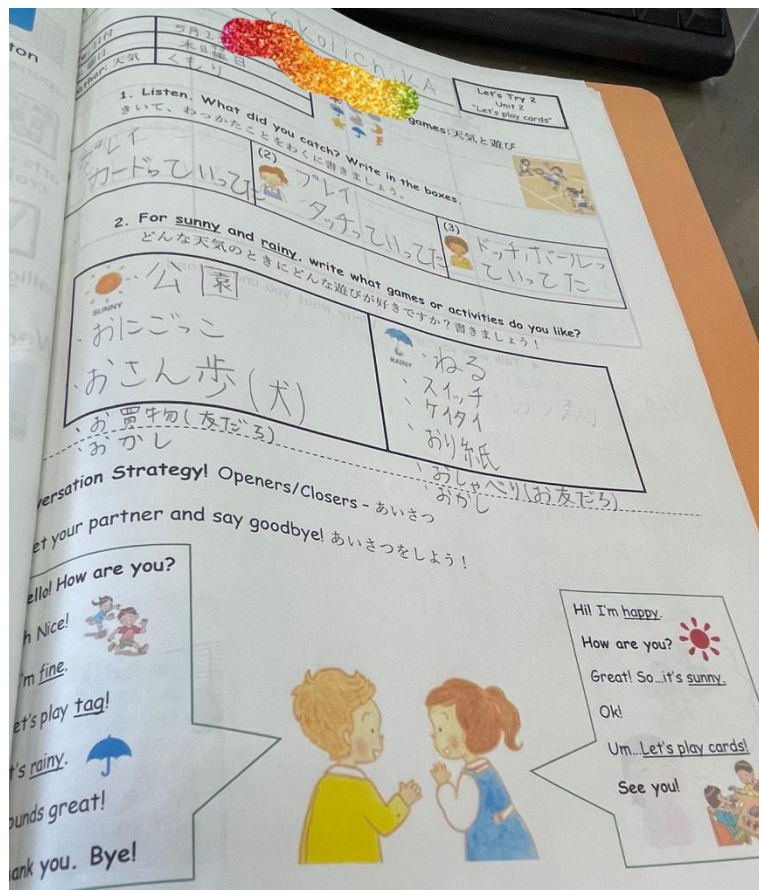 ton
日付 5月2
曜日 木曜日
ather: 天気 くもり
Let's Try 2
Unit 2
"Let's play cards"
games:天気と遊び
1. Listen. What did you catch? Write in the boxes.
きいて、わっかたことをわくに書きましょう。
プレイ
カードっていってた
(2)
プレイ
タッチっていってた
(3)
ドッチボールっ
ていってた
2. For sunny and rainy, write what games or activities do you like?
どんな天気のときにどんな遊びが好きですか？書きましょう！
SUNNY
公園
・おにごっこ
・おさん歩(犬)
、お買物(友だち)
・おかし
RAINY
・ねる
、スイッチ
、ケイタイ
、おり紙
、おしゃべり(お友だち)
・おかし
versation Strategy! Openers/Closers - あいさつ
et your partner and say goodbye! あいさつをしよう！
ello! How are you?
h Nice!
'm fine.
et's play tag!
t's rainy.
ounds great!
ank you. Bye!
Hi! I'm happy.
How are you?
Great! So...it's sunny.
Ok!
Um...Let's play cards!
See you!